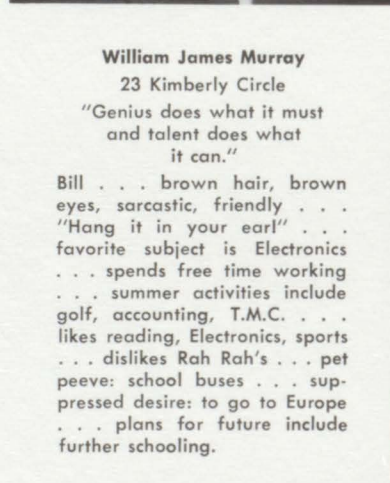 William James Murray
23 Kimberly Circle
"Genius does what it must
and talent does what
it can."
Bill . . . brown hair, brown
eyes, sarcastic, friendly . . .
"Hang it in your earl" . . .
favorite subject is Electronics
. . . spends free time working
. . . summer activities include
golf, accounting, T.M.C. . . .
likes reading, Electronics, sports
. . . dislikes Rah Rah's . . . pet
peeve: school buses . . . sup-
pressed desire: to go to Europe
. . . plans for future include
further schooling.